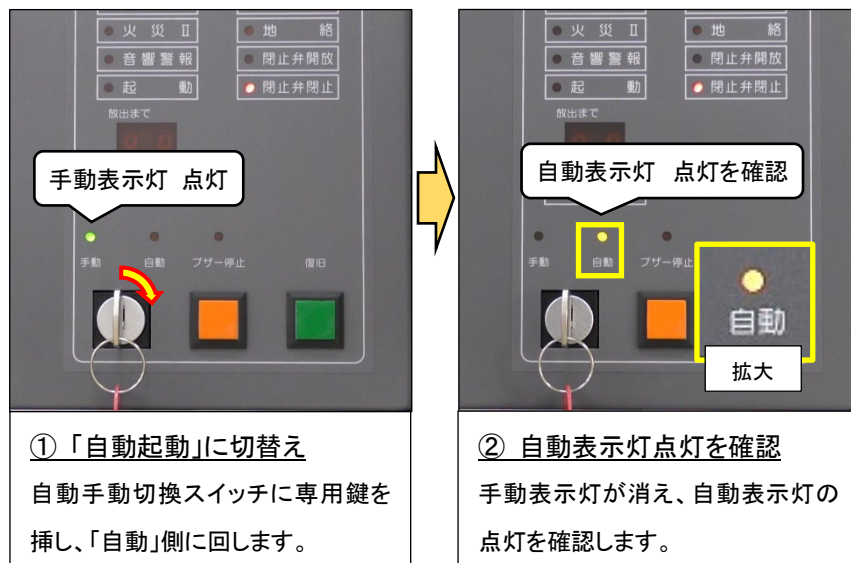 火災Ⅱ 地絡
音響警報 閉止弁開放
起動 閉止弁閉止
放出まで
手動表示灯 点灯
手動 自動 ブザー停止 復旧
① 「自動起動」に切替え
自動手動切換スイッチに専用鍵を
挿し、「自動」側に回します。
火災Ⅱ 地絡
音響警報 閉止弁開放
起動 閉止弁閉止
放出まで
自動表示灯 点灯を確認
手動 自動 ブザー停止
自動
拡大
② 自動表示灯点灯を確認
手動表示灯が消え、自動表示灯の
点灯を確認します。